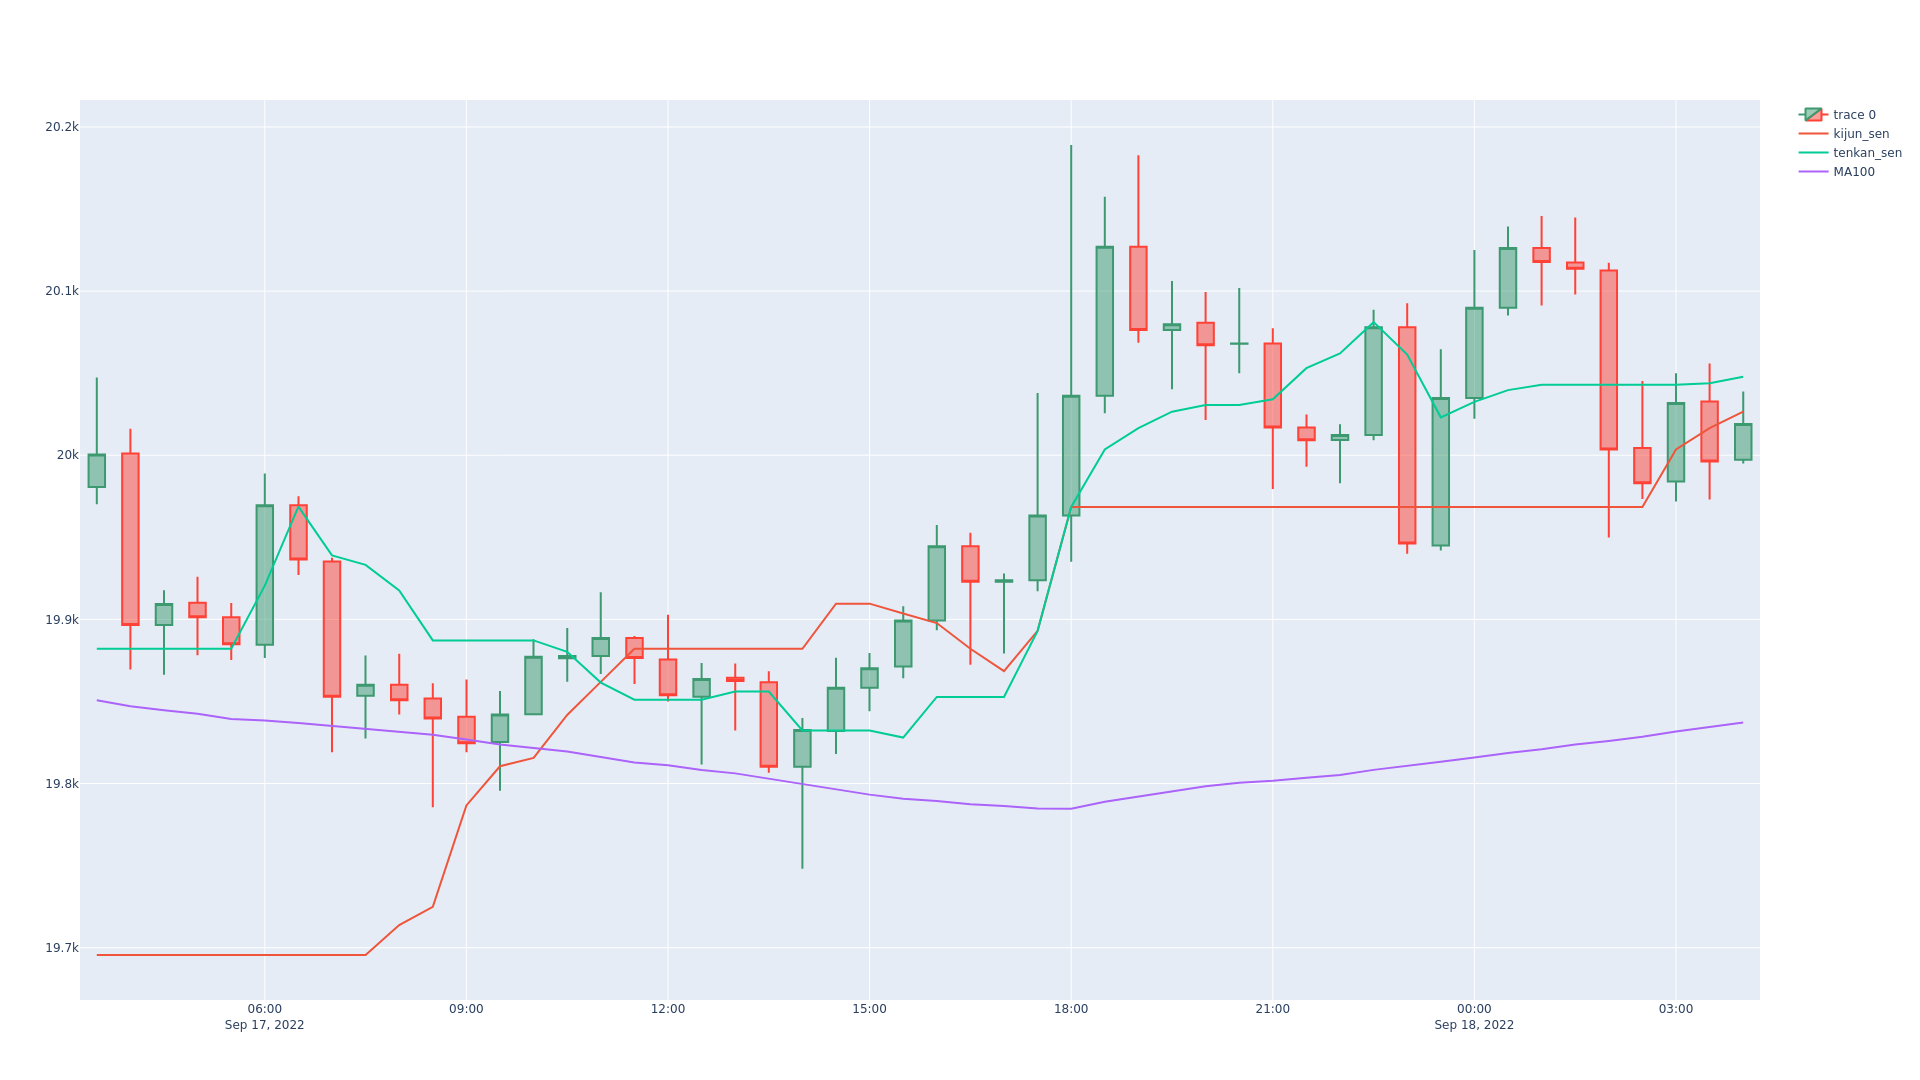 20.2k
20.1k
20k
19.9k
19.8k
19.7k
06:00
Sep 17, 2022
09:00
12:00
15:00
18:00
21:00
00:00
Sep 18, 2022
03:00
trace 0
kijun_sen
tenkan_sen
MA100